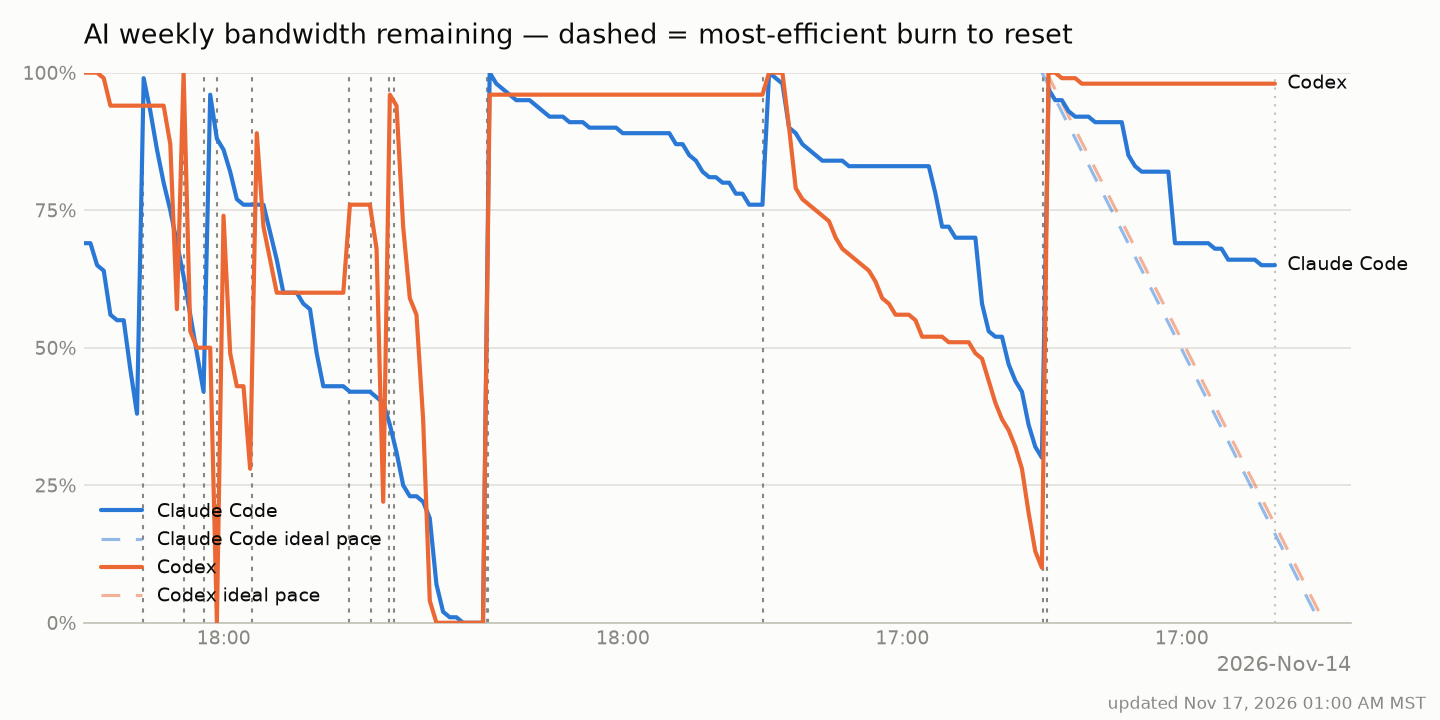 AI weekly bandwidth remaining — dashed = most-efficient burn to reset
100%
75%
50%
25%
0%
Codex
Claude Code
Claude Code
Claude Code ideal pace
Codex
Codex ideal pace
18:00
18:00
17:00
17:00
2026-Nov-14
updated Nov 17, 2026 01:00 AM MST